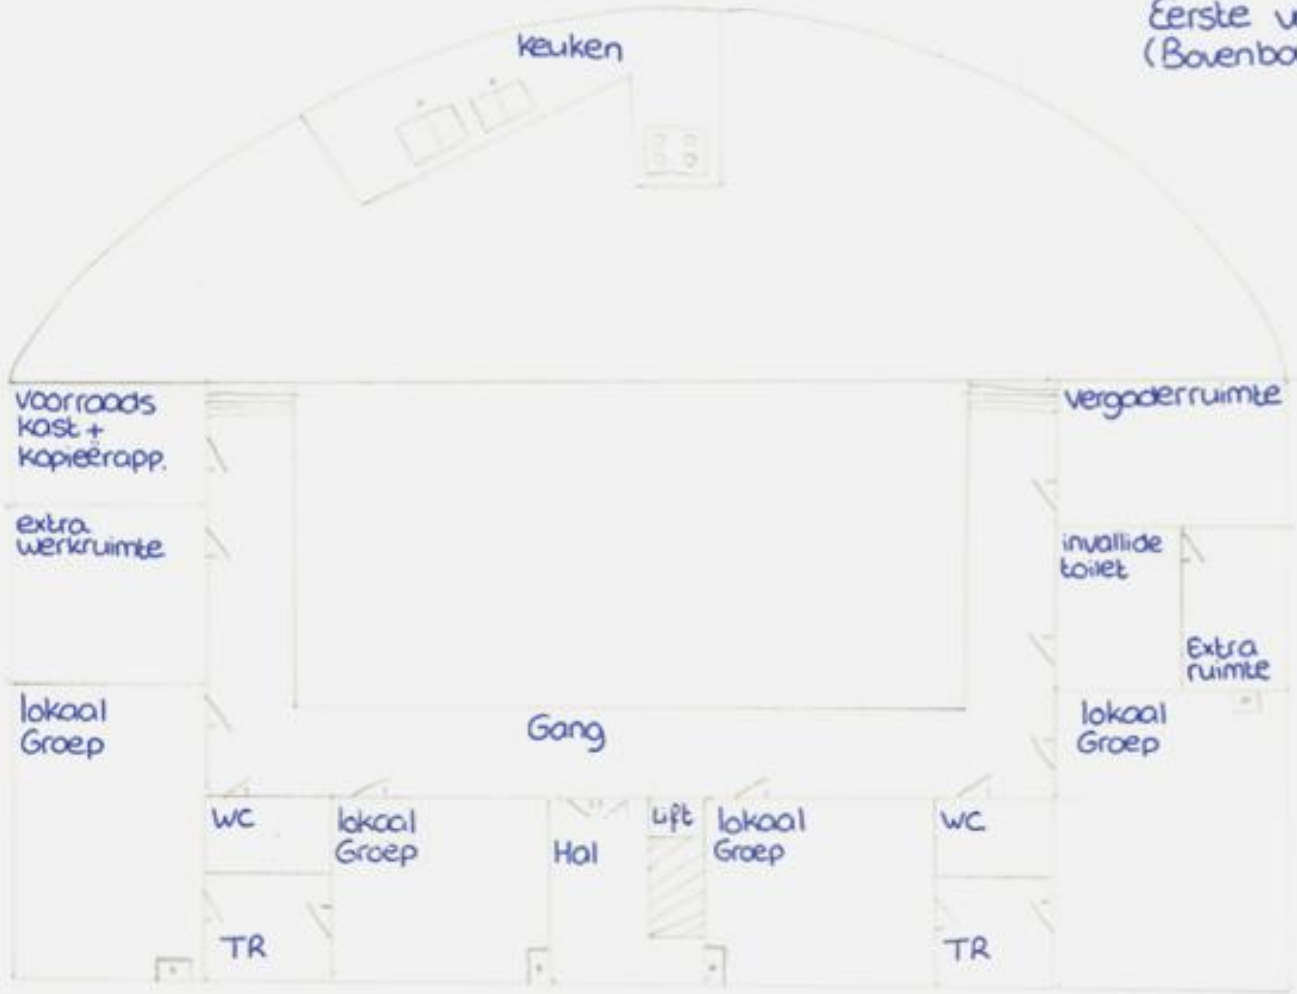 Eerste
(Bovenbo
keuken
voorraads
kast +
kopieërapp.
vergaderruimte
extra
werkruimte
invallide
toilet
Extra
ruimte
lokaal
Groep
Gang
lokaal
Groep
WC
lokaal
Groep
Hal
Lift
lokaal
Groep
WC
TR
TR